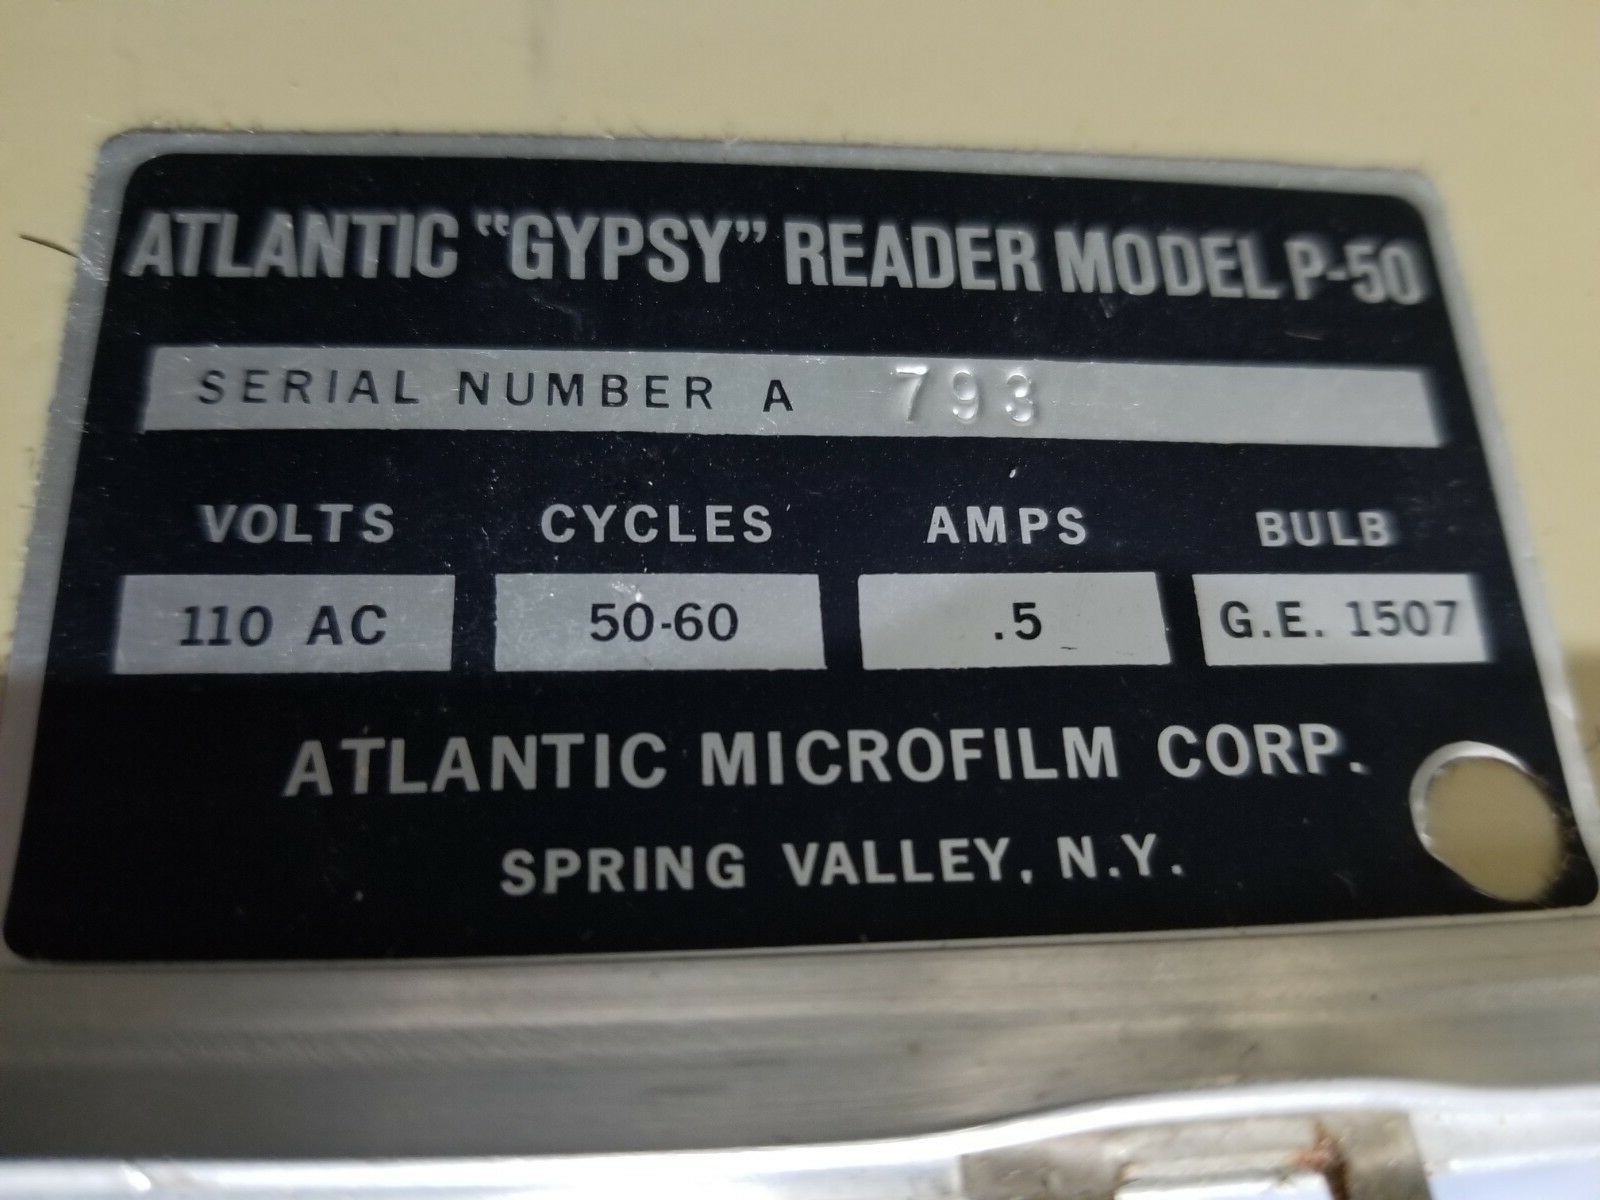 ATLANTIC "GYPSY" READER MODEL P-50
SERIAL NUMBER A 793
VOLTS CYCLES AMPS BULB
110 AC 50-60 .5 G.E. 1507
ATLANTIC MICROFILM CORP.
SPRING VALLEY, N.Y.